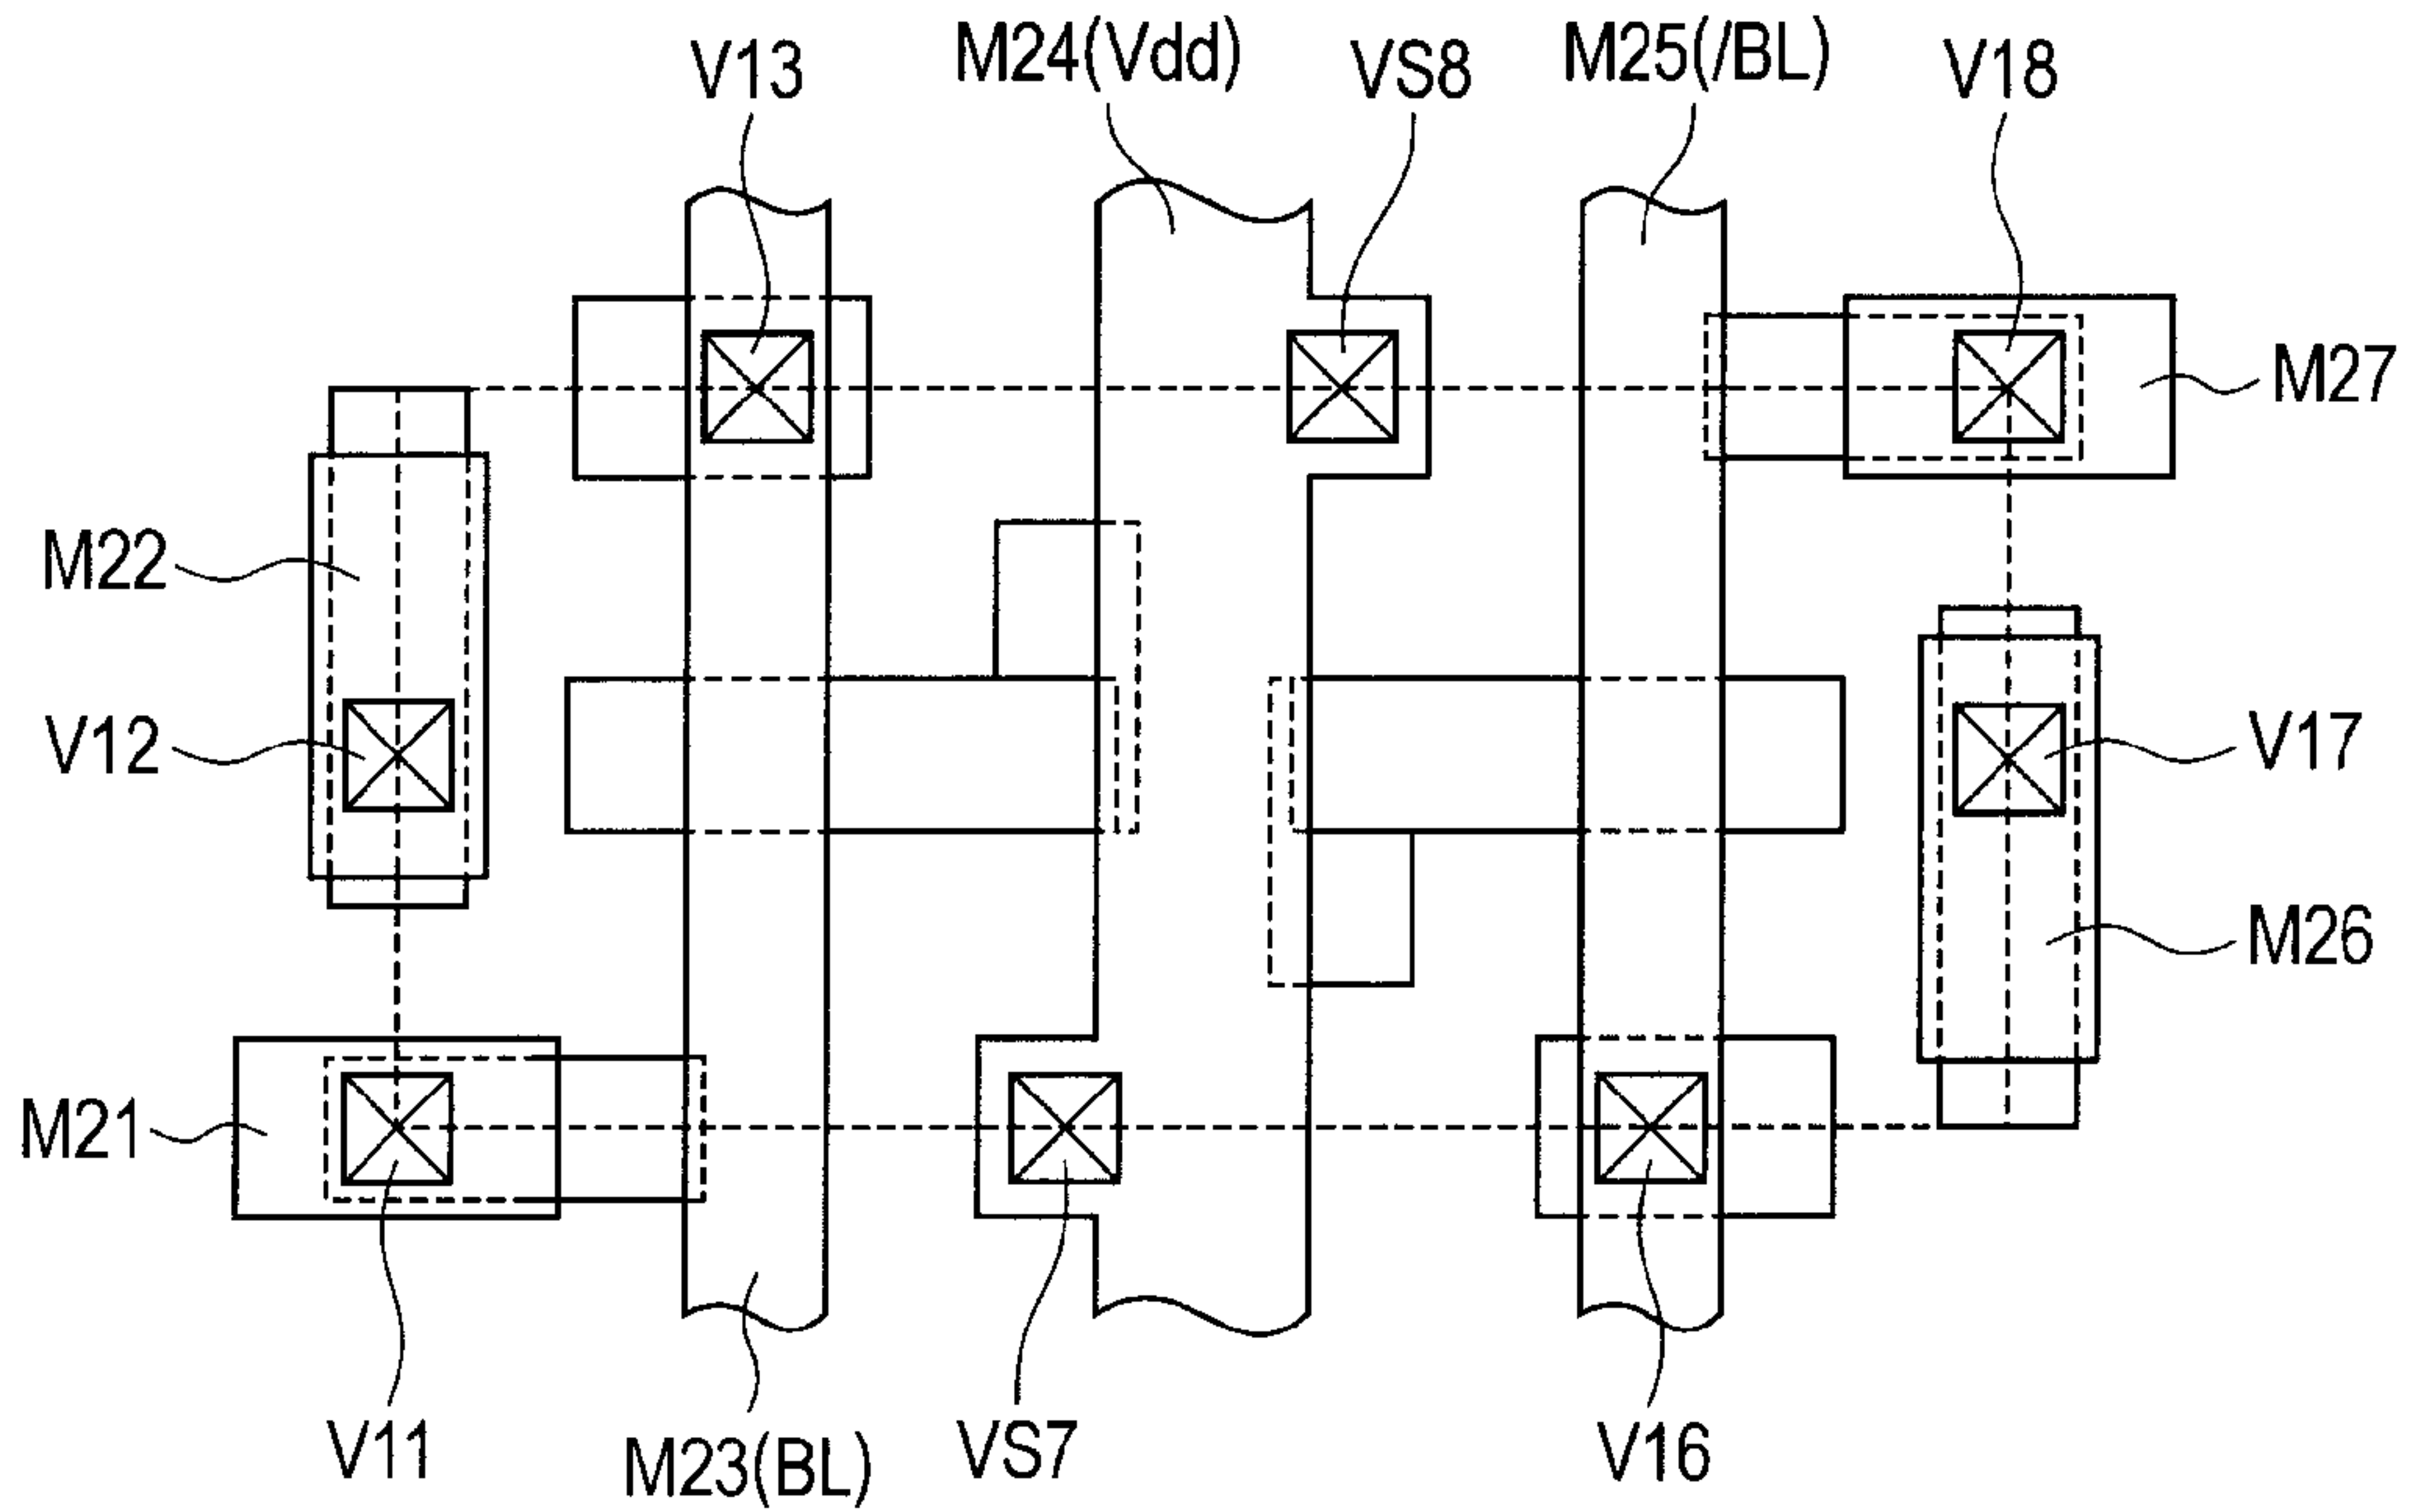 V13
M24(Vdd)
VS8
M25(/BL)
V18
M27
M22
V12
V17
M26
M21
V11
M23(BL)
VS7
V16